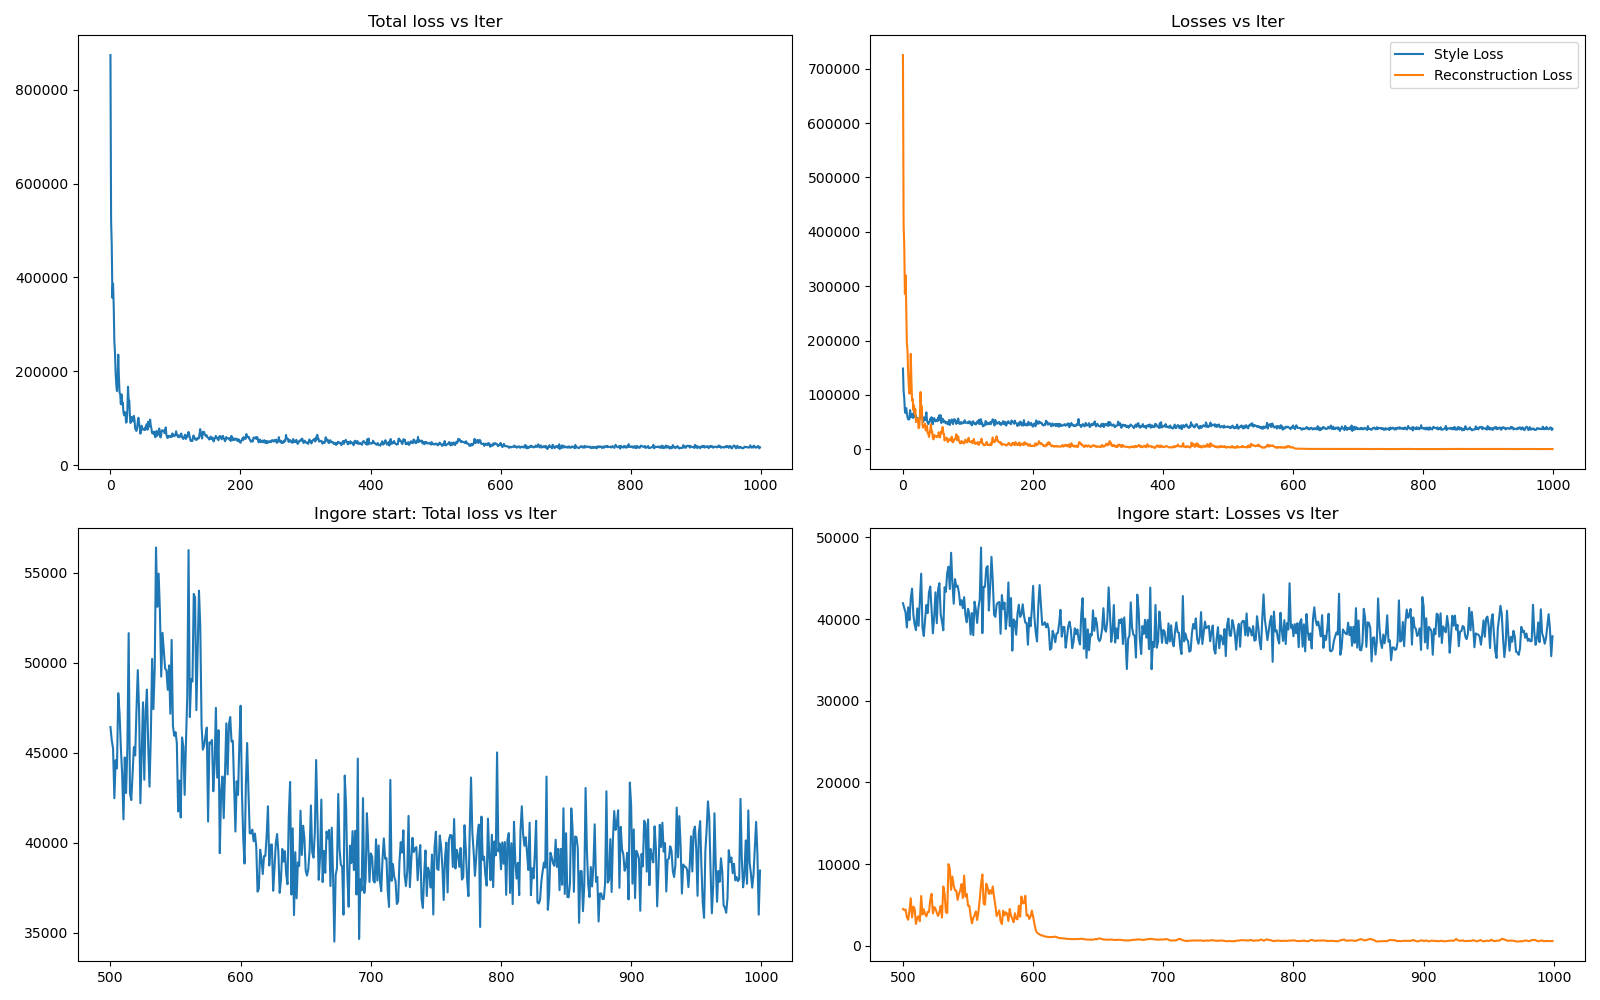 Total loss vs Iter
800000
600000
400000
200000
0
0 200 400 600 800 1000
Losses vs Iter
Style Loss
Reconstruction Loss
700000
600000
500000
400000
300000
200000
100000
0
0 200 400 600 800 1000
Ingore start: Total loss vs Iter
55000
50000
45000
40000
35000
500 600 700 800 900 1000
Ingore start: Losses vs Iter
50000
40000
30000
20000
10000
0
500 600 700 800 900 1000